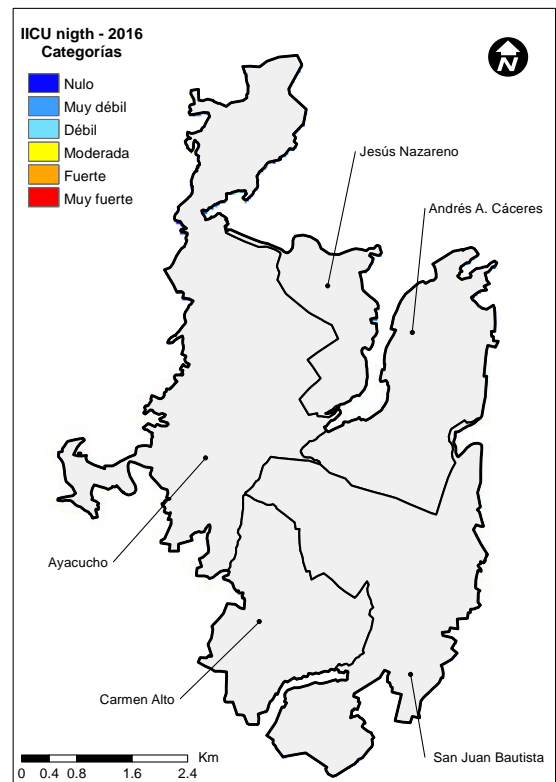 IICU nigth - 2016
Categorías
Nulo
Muy débil
Débil
Moderada
Fuerte
Muy fuerte
N
Jesús Nazareno
Andrés A. Cáceres
Ayacucho
Carmen Alto
San Juan Bautista
Km
0 0.4 0.8 1.6 2.4